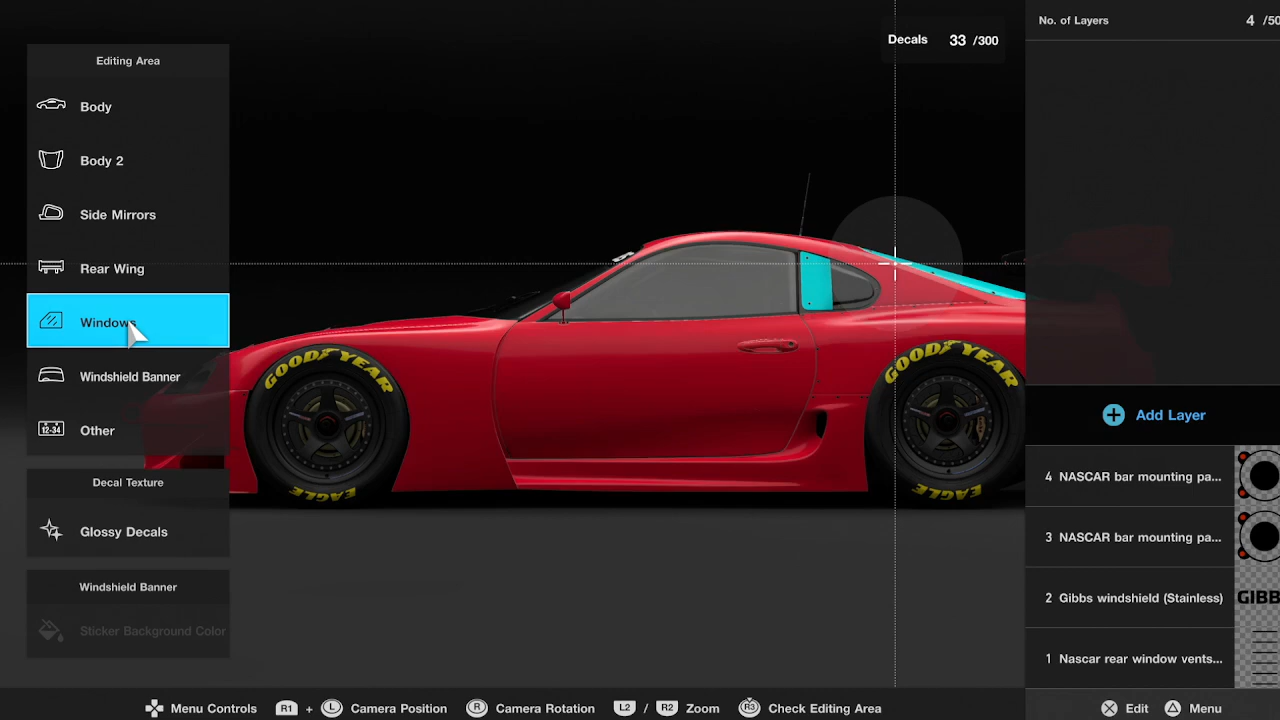 Editing Area
Body
Body 2
Side Mirrors
Rear Wing
Windows
Windshield Banner
Other
12-34
Decal Texture
Glossy Decals
Windshield Banner
Sticker Background Color
Decals 33 /300
GOODYEAR
EAGLE
GOODYEAR
EAGLE
No. of Layers 4 /50
Add Layer
4 NASCAR bar mounting pa...
3 NASCAR bar mounting pa...
2 Gibbs windshield (Stainless)
GIBB
1 Nascar rear window vents...
Menu Controls R1 + L Camera Position R Camera Rotation L2 / R2 Zoom R3 Check Editing Area
Edit Menu